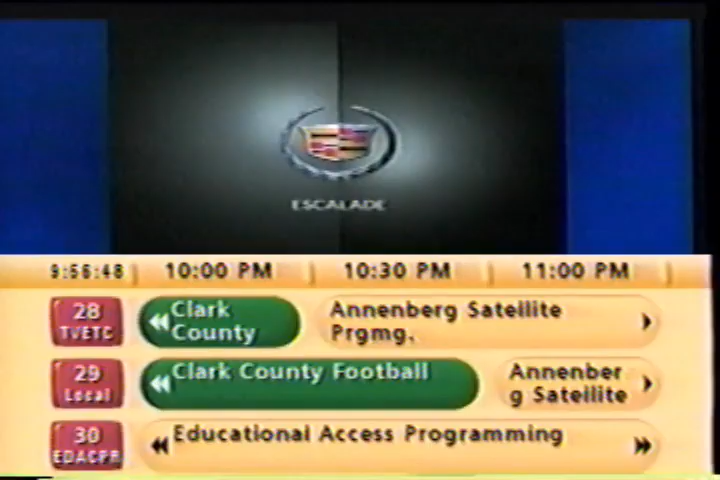 ESCALADE
9:56:48 10:00 PM 10:30 PM 11:00 PM
28
TVETC
Clark
County
Annenberg Satellite
Prgmg.
29
Local
Clark County Football
Annenber
g Satellite
30
EDACPR
Educational Access Programming